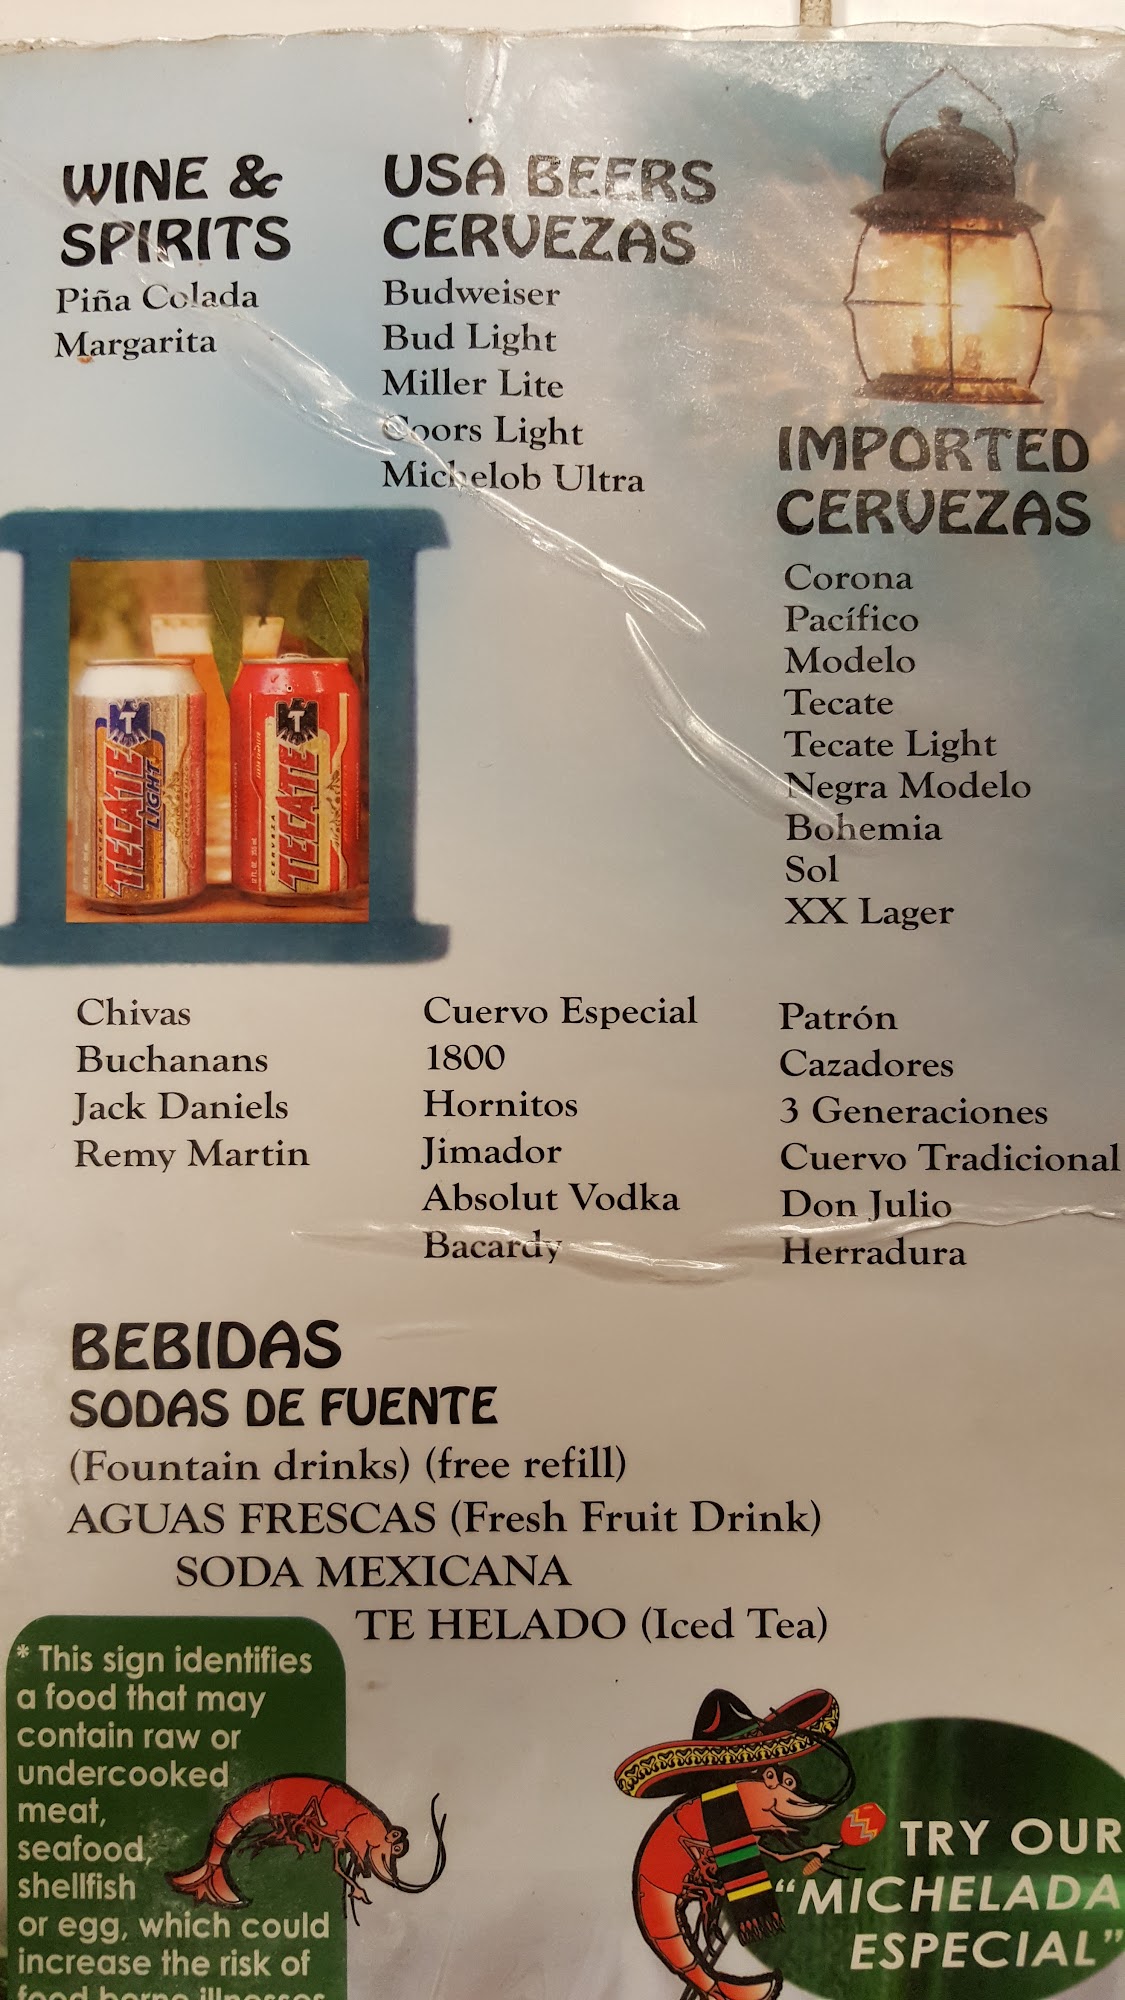 WINE &
SPIRITS
Piña Colada
Margarita
USA BEERS
CERVEZAS
Budweiser
Bud Light
Miller Lite
Coors Light
Michelob Ultra
IMPORTED
CERVEZAS
Corona
Pacífico
Modelo
Tecate
Tecate Light
Negra Modelo
Bohemia
Sol
XX Lager
T
CERVEZA
TECATE
LIGHT
T
CERVEZA
TECATE
Chivas
Buchanans
Jack Daniels
Remy Martin
Cuervo Especial
1800
Hornitos
Jimador
Absolut Vodka
Bacardy
Patrón
Cazadores
3 Generaciones
Cuervo Tradicional
Don Julio
Herradura
BEBIDAS
SODAS DE FUENTE
(Fountain drinks) (free refill)
AGUAS FRESCAS (Fresh Fruit Drink)
SODA MEXICANA
TE HELADO (Iced Tea)
* This sign identifies
a food that may
contain raw or
undercooked
meat,
seafood,
shellfish
or egg, which could
increase the risk of
food borne illnesses
TRY OUR
"MICHELADA
ESPECIAL"